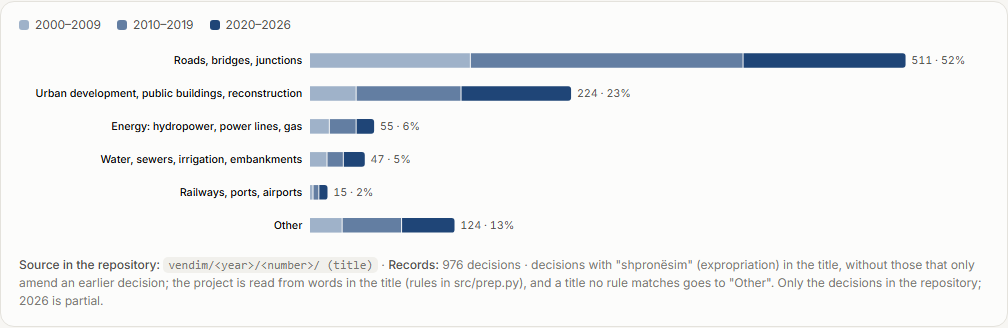 2000–2009 2010–2019 2020–2026
Roads, bridges, junctions 511 · 52%
Urban development, public buildings, reconstruction 224 · 23%
Energy: hydropower, power lines, gas 55 · 6%
Water, sewers, irrigation, embankments 47 · 5%
Railways, ports, airports 15 · 2%
Other 124 · 13%
Source in the repository: vendim/<year>/<number>/ (title) · Records: 976 decisions · decisions with "shpronësim" (expropriation) in the title, without those that only
amend an earlier decision; the project is read from words in the title (rules in src/prep.py), and a title no rule matches goes to "Other". Only the decisions in the repository;
2026 is partial.